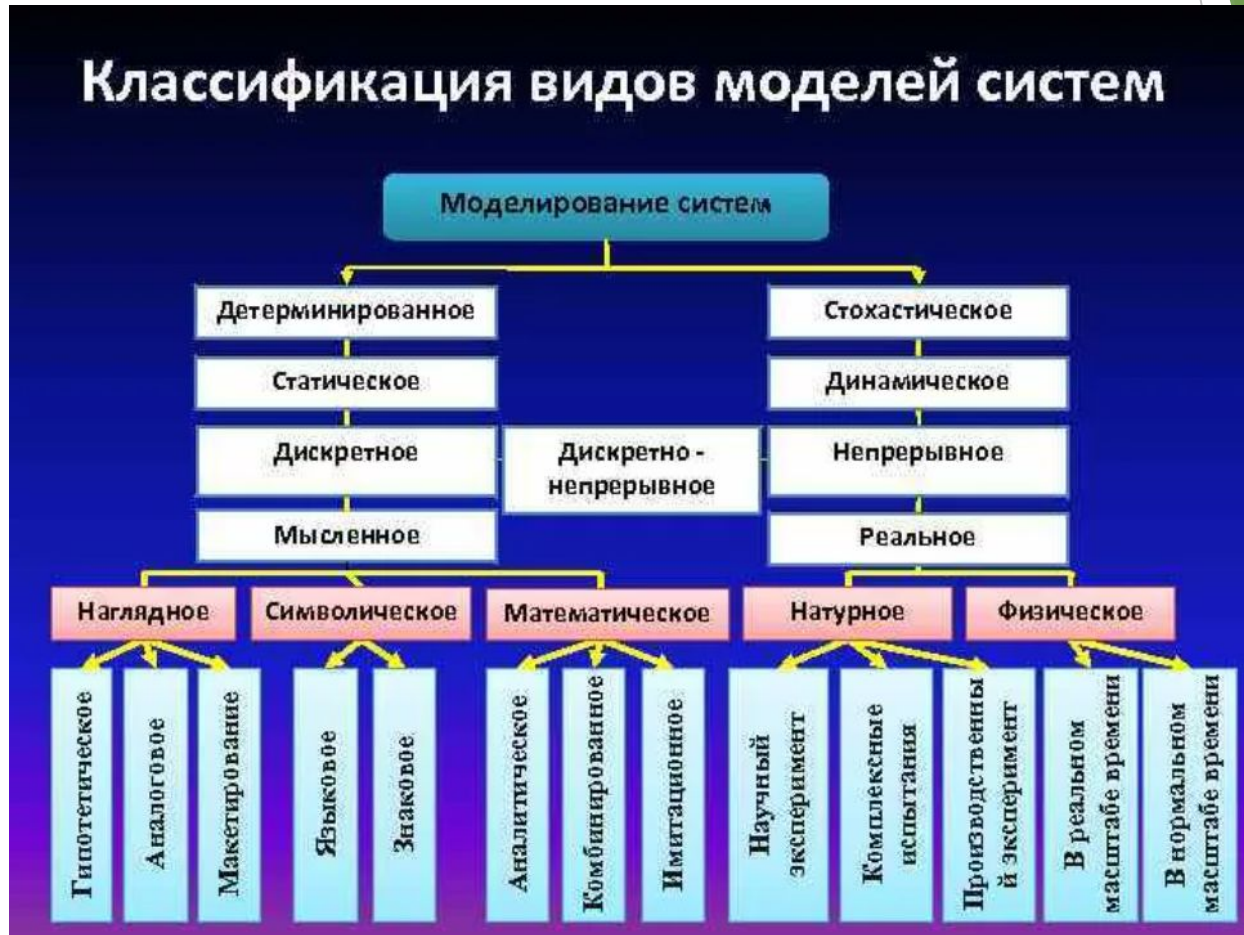 Классификация видов моделей систем
Моделирование систем
Детерминированное
Стохастическое
Статическое
Динамическое
Дискретное
Дискретно -
непрерывное
Непрерывное
Мысленное
Реальное
Наглядное
Символическое
Математическое
Натурное
Физическое
Гипотетическое
Аналоговое
Макетирование
Языковое
Знаковое
Аналитическое
Комбинированное
Имитационное
Научный
эксперимент
Комплексные
испытания
Производственны
й эксперимент
В реальном
масштабе времени
В нормальном
масштабе времени